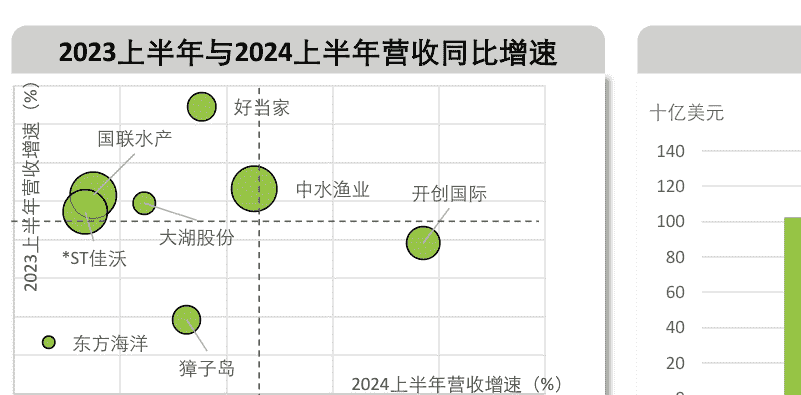 2023上半年与2024上半年营收同比增速
2023上半年营收增速（%）
好当家
国联水产
中水渔业
开创国际
大湖股份
*ST佳沃
东方海洋
獐子岛
2024上半年营收增速（%）
十亿美元
140
120
100
80
60
40
20